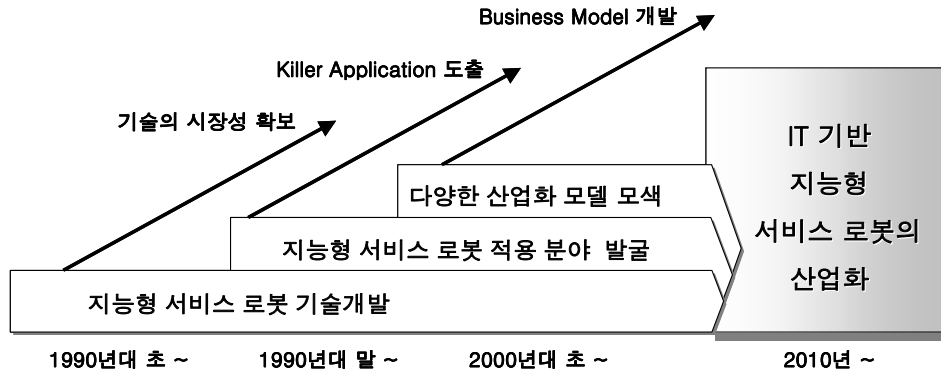 Business Model 개발
Killer Application 도출
기술의 시장성 확보
IT 기반
지능형
서비스 로봇의
산업화
다양한 산업화 모델 모색
지능형 서비스 로봇 적용 분야 발굴
지능형 서비스 로봇 기술개발
1990년대 초 ~
1990년대 말 ~
2000년대 초 ~
2010년 ~